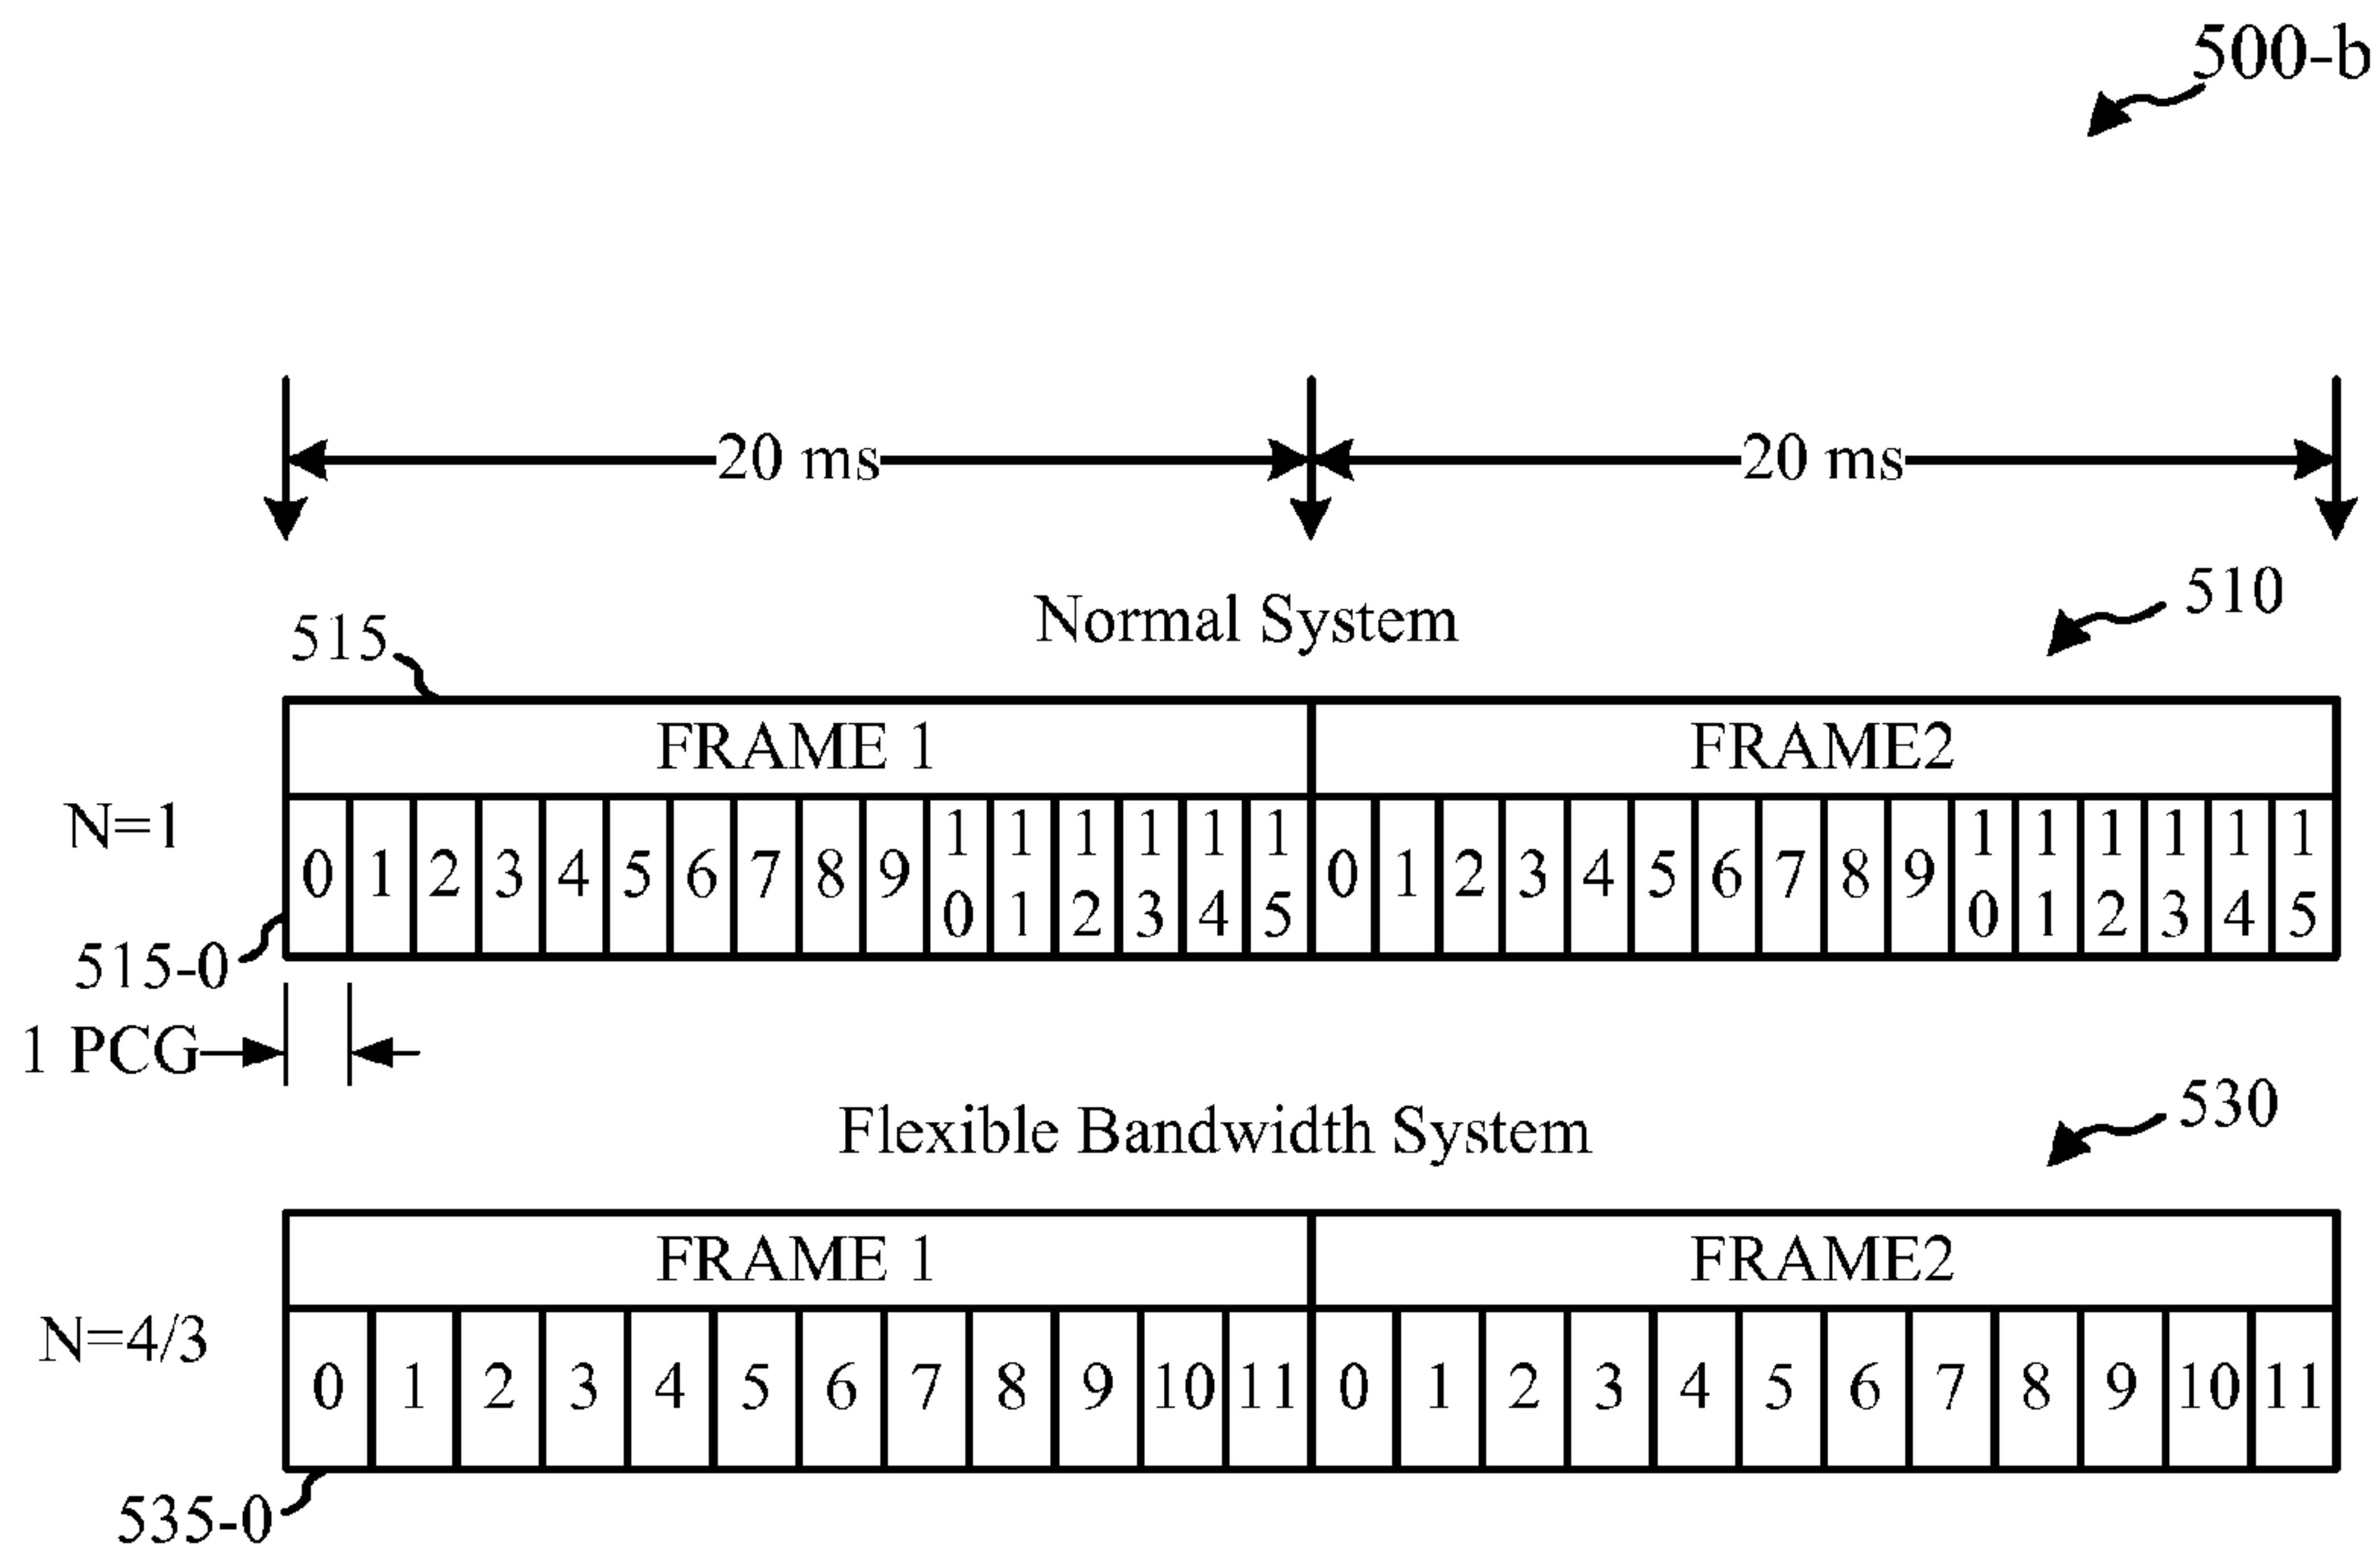 500-b
20 ms 20 ms
Normal System
510
515
FRAME 1 FRAME2
N=1
0 1 2 3 4 5 6 7 8 9 10 11 12 13 14 15 0 1 2 3 4 5 6 7 8 9 10 11 12 13 14 15
515-0
1 PCG
Flexible Bandwidth System
530
FRAME 1 FRAME2
N=4/3
0 1 2 3 4 5 6 7 8 9 10 11 0 1 2 3 4 5 6 7 8 9 10 11
535-0